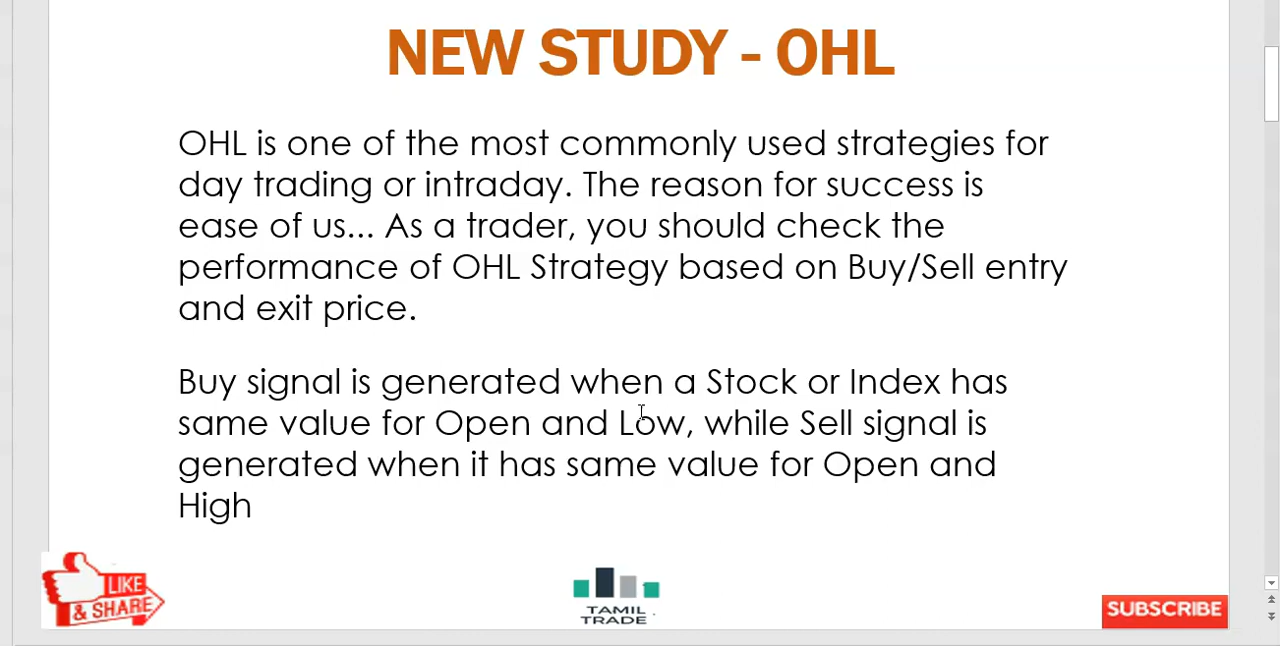 NEW STUDY - OHL
OHL is one of the most commonly used strategies for
day trading or intraday. The reason for success is
ease of us... As a trader, you should check the
performance of OHL Strategy based on Buy/Sell entry
and exit price.
Buy signal is generated when a Stock or Index has
same value for Open and Low, while Sell signal is
generated when it has same value for Open and
High
LIKE
& SHARE
TAMIL
TRADE
SUBSCRIBE